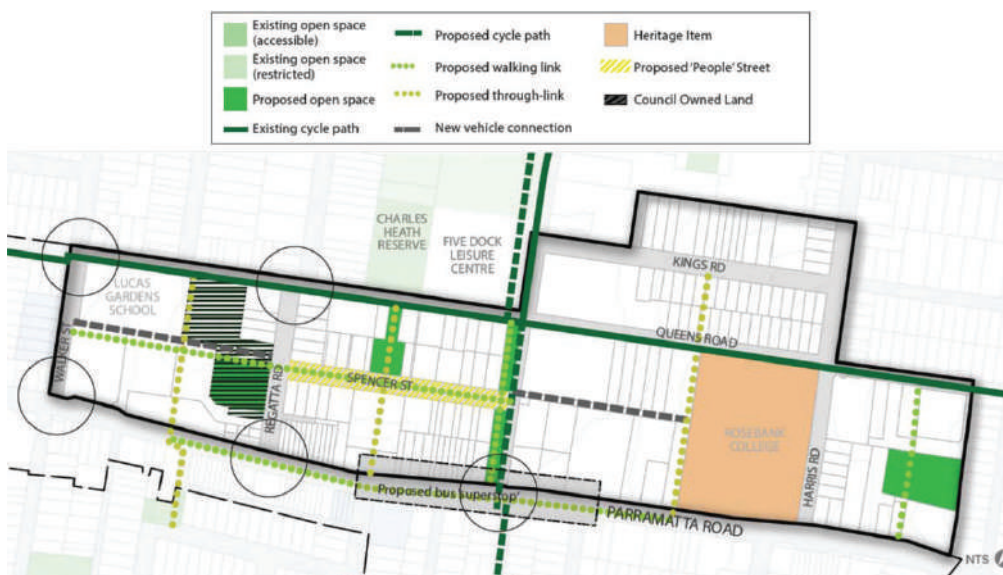 Existing open space
(accessible)
Existing open space
(restricted)
Proposed open space
Existing cycle path
Proposed cycle path
Proposed walking link
Proposed through-link
New vehicle connection
Heritage Item
Proposed 'People' Street
Council Owned Land
CHARLES
HEATH
RESERVE
FIVE DOCK
LEISURE
CENTRE
KINGS RD
LUCAS
GARDENS
SCHOOL
QUEENS ROAD
WALKER ST
SPENCER ST
REGATTA RD
ROSEBANK
COLLEGE
HARRIS RD
Proposed bus 'superstop'
PARRAMATTA ROAD
NTS